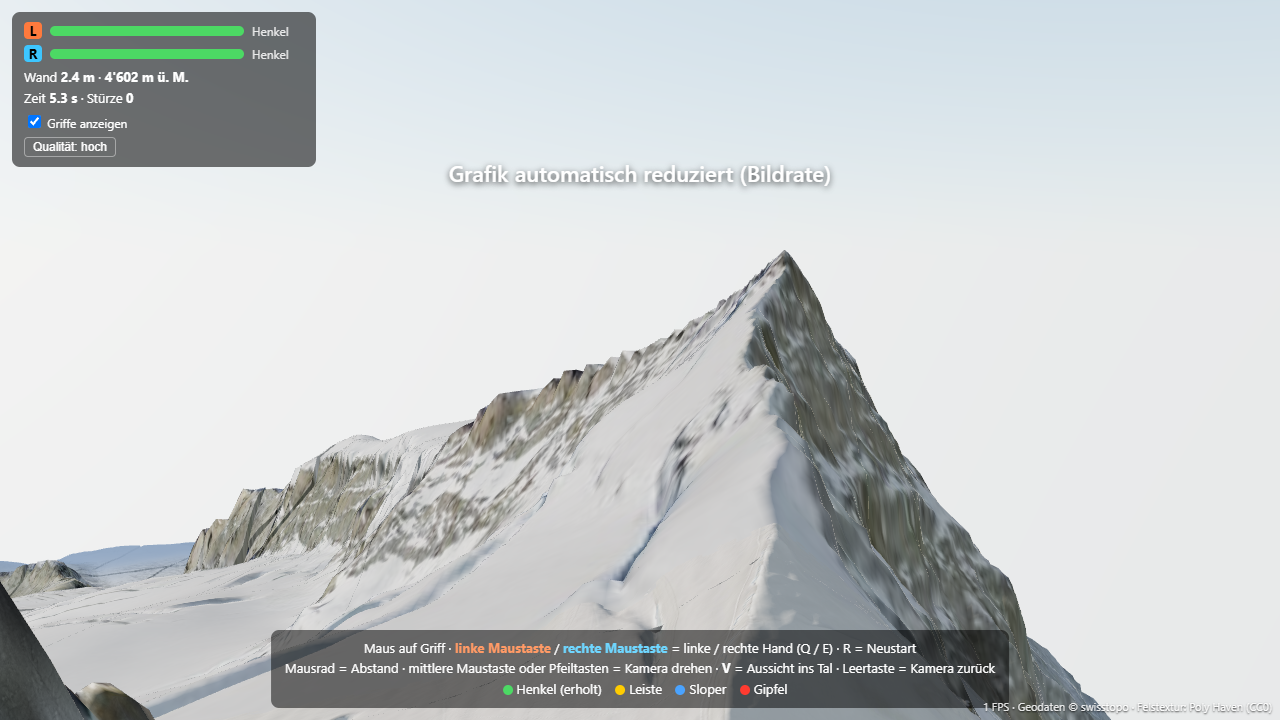 L Henkel
R Henkel
Wand 2.4 m · 4'602 m ü. M.
Zeit 5.3 s · Stürze 0
Griffe anzeigen
Qualität: hoch
Grafik automatisch reduziert (Bildrate)
Maus auf Griff · linke Maustaste / rechte Maustaste = linke / rechte Hand (Q / E) · R = Neustart
Mausrad = Abstand · mittlere Maustaste oder Pfeiltasten = Kamera drehen · V = Aussicht ins Tal · Leertaste = Kamera zurück
Henkel (erholt) Leiste Sloper Gipfel
1 FPS · Geodaten © swisstopo · Felstextur: Poly Haven (CC0)